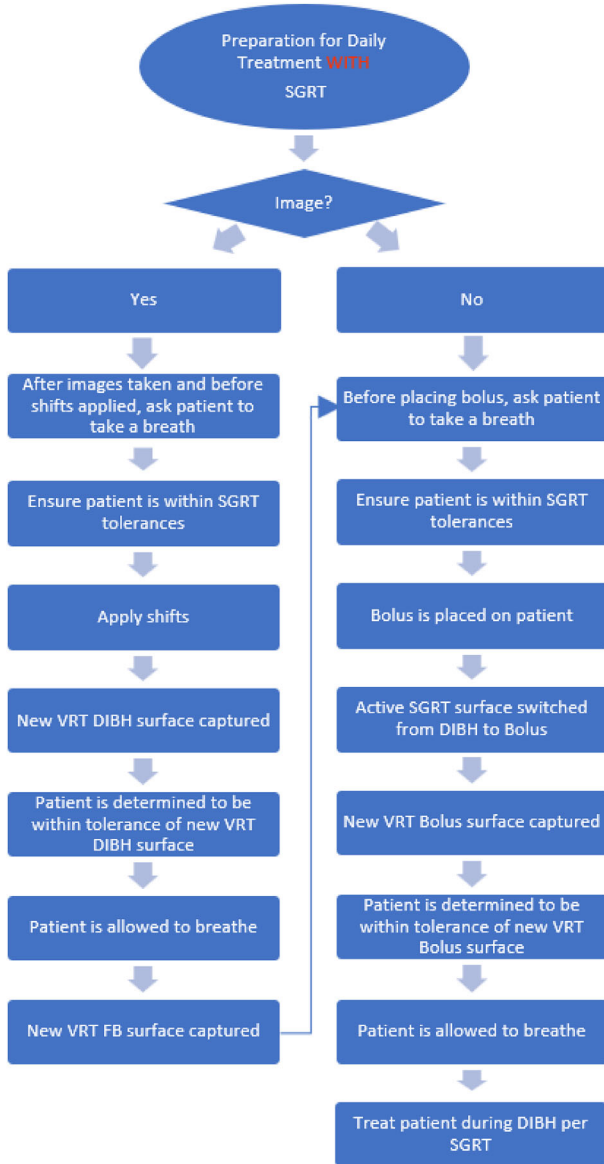 Preparation for Daily
Treatment WITH
SGRT
Image?
Yes
After images taken and before
shifts applied, ask patient to
take a breath
Ensure patient is within SGRT
tolerances
Apply shifts
New VRT DIBH surface captured
Patient is determined to be
within tolerance of new VRT
DIBH surface
Patient is allowed to breathe
New VRT FB surface captured
No
Before placing bolus, ask patient
to take a breath
Ensure patient is within SGRT
tolerances
Bolus is placed on patient
Active SGRT surface switched
from DIBH to Bolus
New VRT Bolus surface captured
Patient is determined to be
within tolerance of new VRT
Bolus surface
Patient is allowed to breathe
Treat patient during DIBH per
SGRT